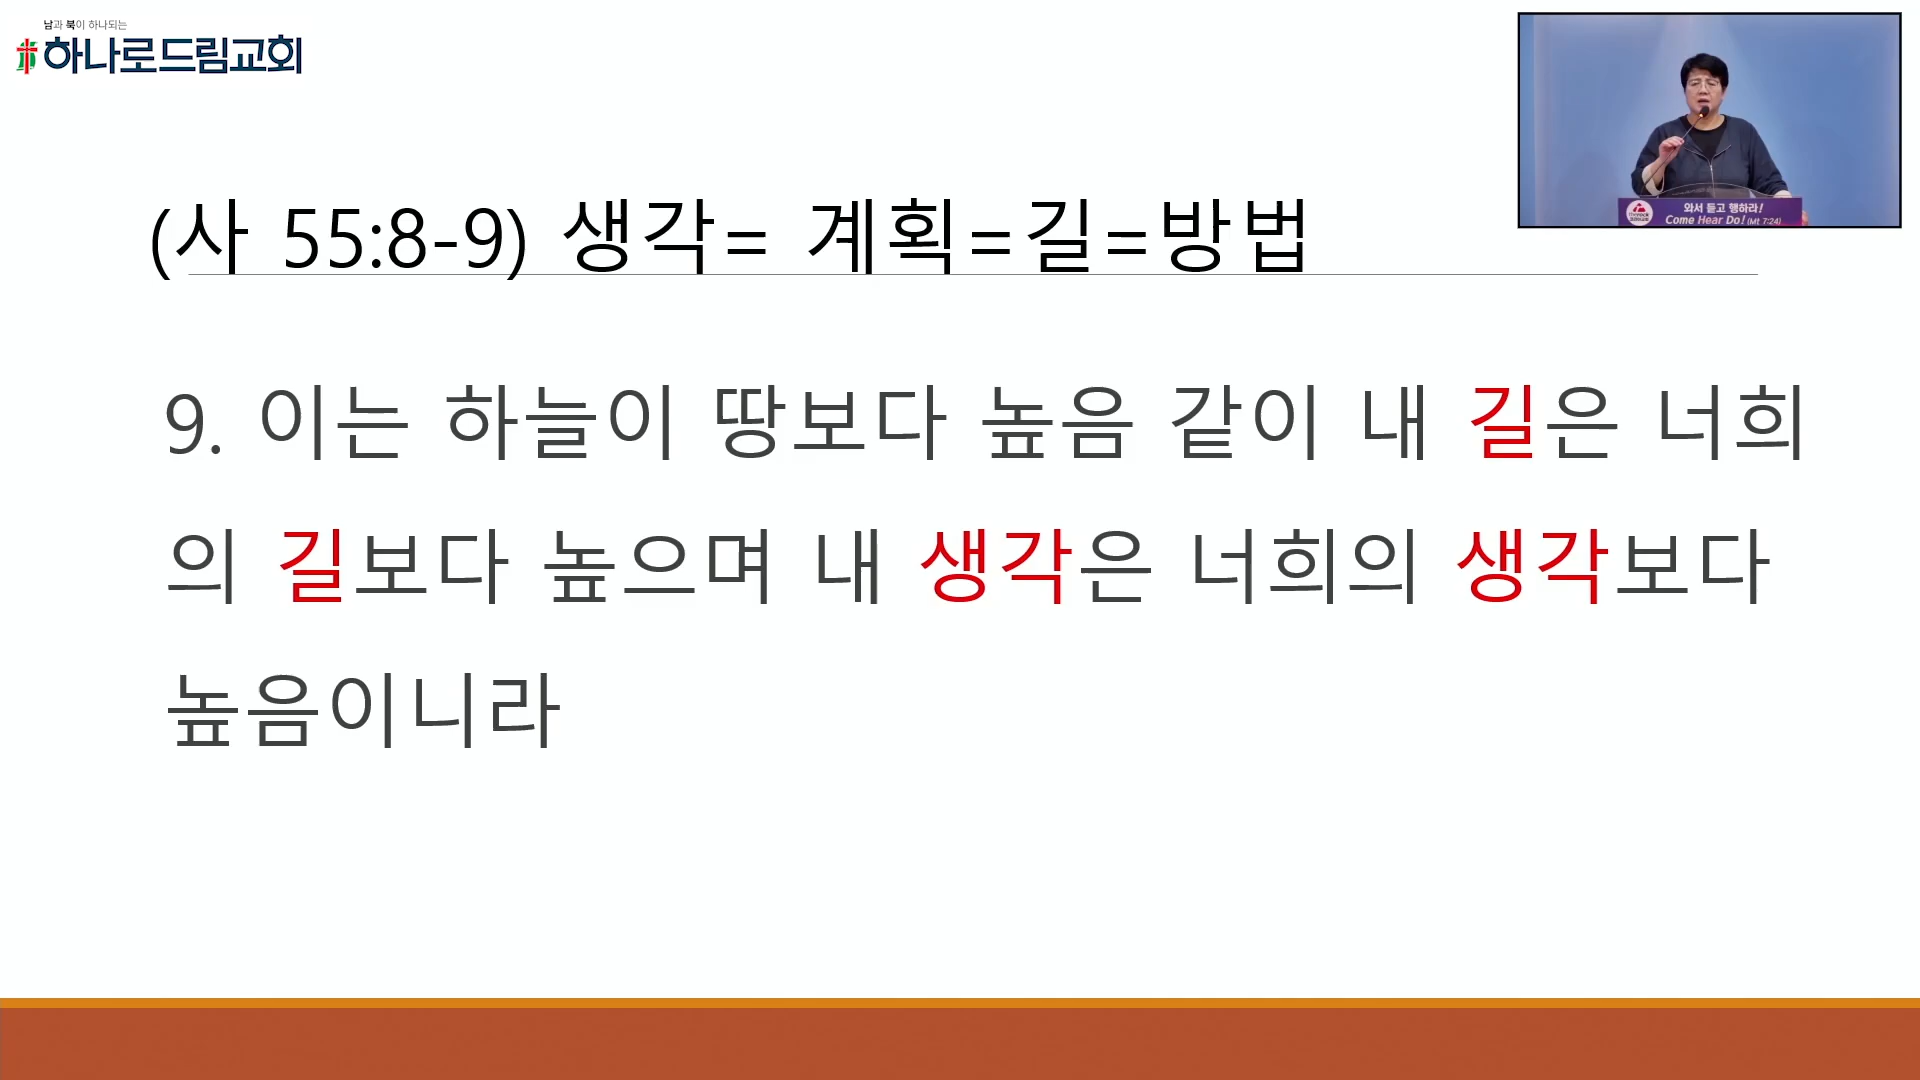 남과 북이 하나되는
하나로드림교회
와서 듣고 행하라!
Come Hear Do! (Mt 7:24)
(사 55:8-9) 생각= 계획=길=방법
9. 이는 하늘이 땅보다 높음 같이 내 길은 너희
의 길보다 높으며 내 생각은 너희의 생각보다
높음이니라